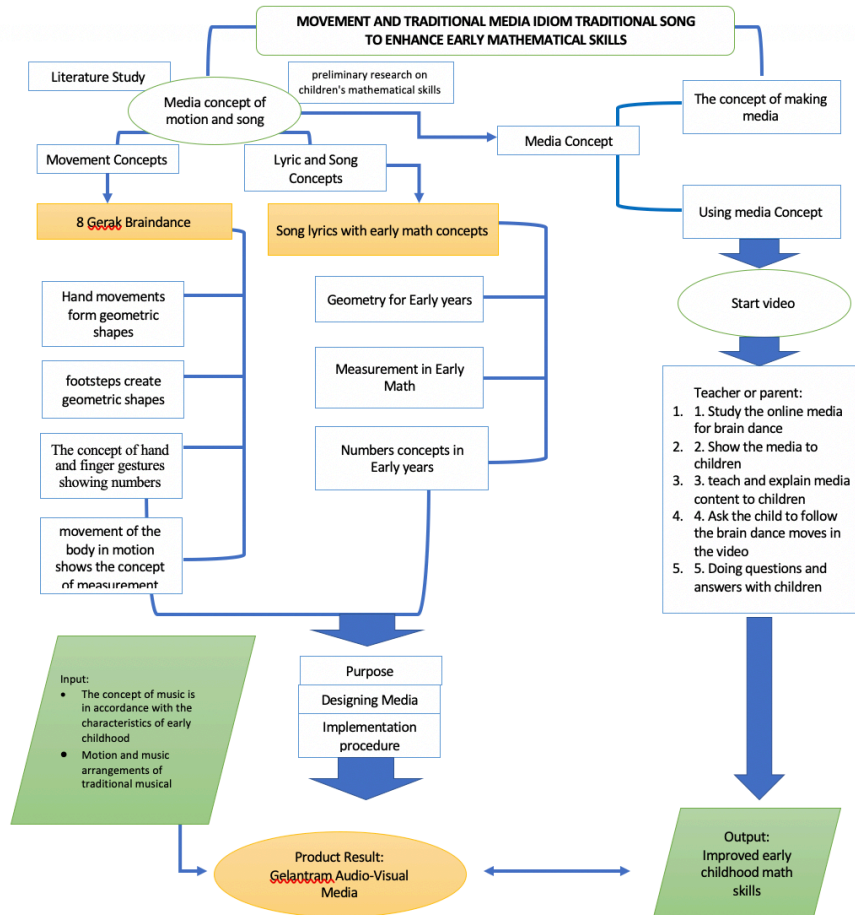 MOVEMENT AND TRADITIONAL MEDIA IDIOM TRADITIONAL SONG
TO ENHANCE EARLY MATHEMATICAL SKILLS
Literature Study
preliminary research on
children's mathematical skills
Media concept of
motion and song
The concept of making
media
Media Concept
Movement Concepts
Lyric and Song
Concepts
Using media Concept
8 Gerak Braindance
Song lyrics with early math concepts
Start video
Hand movements
form geometric
shapes
Geometry for Early years
footsteps create
geometric shapes
Measurement in Early
Math
The concept of hand
and finger gestures
showing numbers
Numbers concepts in
Early years
movement of the
body in motion
shows the concept
of measurement
Teacher or parent:
1. 1. Study the online media
for brain dance
2. 2. Show the media to
children
3. 3. teach and explain media
content to children
4. 4. Ask the child to follow
the brain dance moves in
the video
5. 5. Doing questions and
answers with children
Purpose
Designing Media
Implementation
procedure
Input:
• The concept of music is
in accordance with the
characteristics of early
childhood
• Motion and music
arrangements of
traditional musical
Product Result:
Gelantram Audio-Visual
Media
Output:
Improved early
childhood math
skills